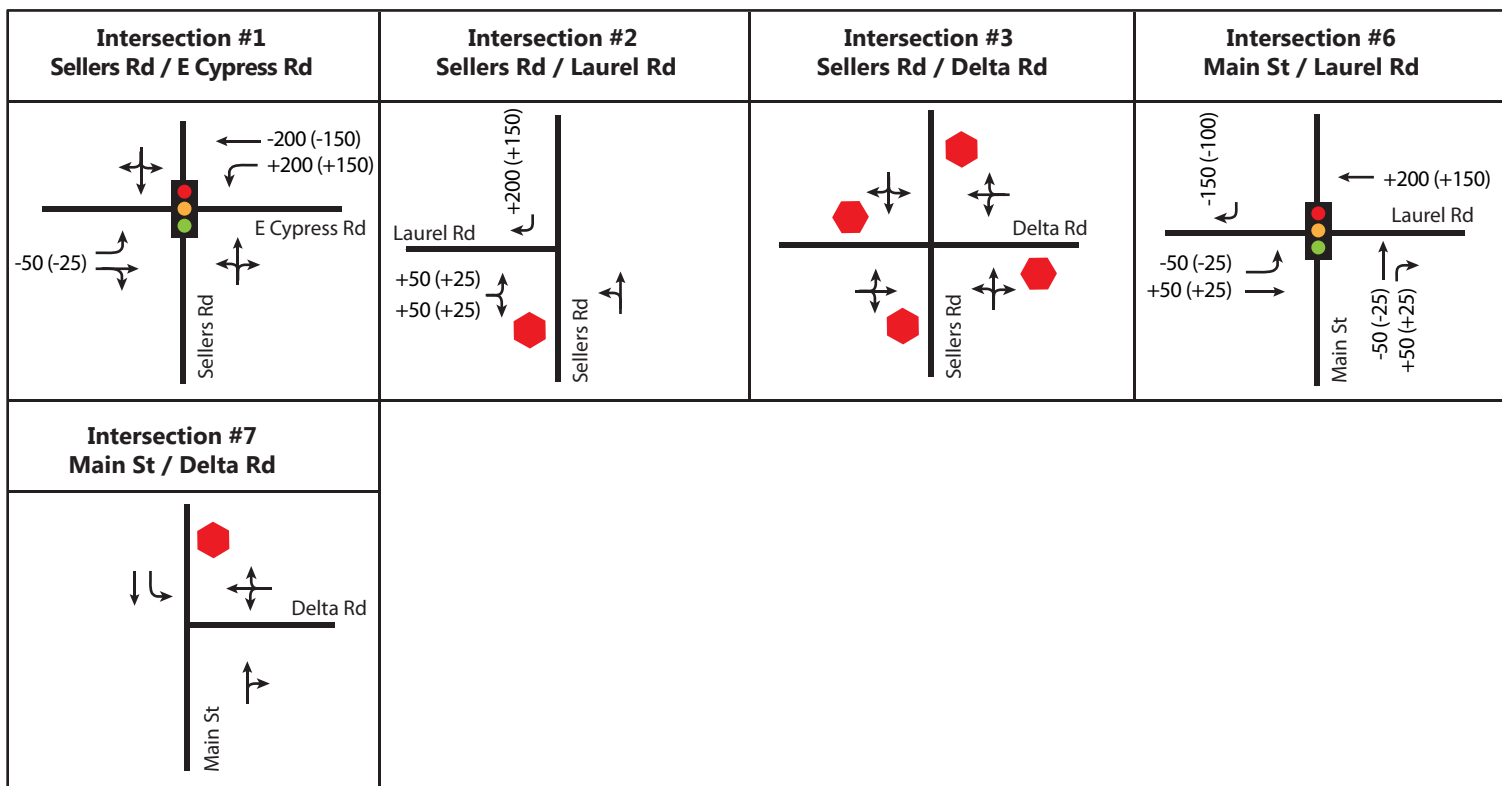 Intersection #1
Sellers Rd / E Cypress Rd
-200 (-150)
+200 (+150)
E Cypress Rd
-50 (-25)
Sellers Rd
Intersection #2
Sellers Rd / Laurel Rd
+200 (+150)
Laurel Rd
+50 (+25)
+50 (+25)
Sellers Rd
Intersection #3
Sellers Rd / Delta Rd
Delta Rd
Sellers Rd
Intersection #6
Main St / Laurel Rd
-150 (-100)
+200 (+150)
Laurel Rd
-50 (-25)
+50 (+25)
-50 (-25)
+50 (+25)
Main St
Intersection #7
Main St / Delta Rd
Delta Rd
Main St